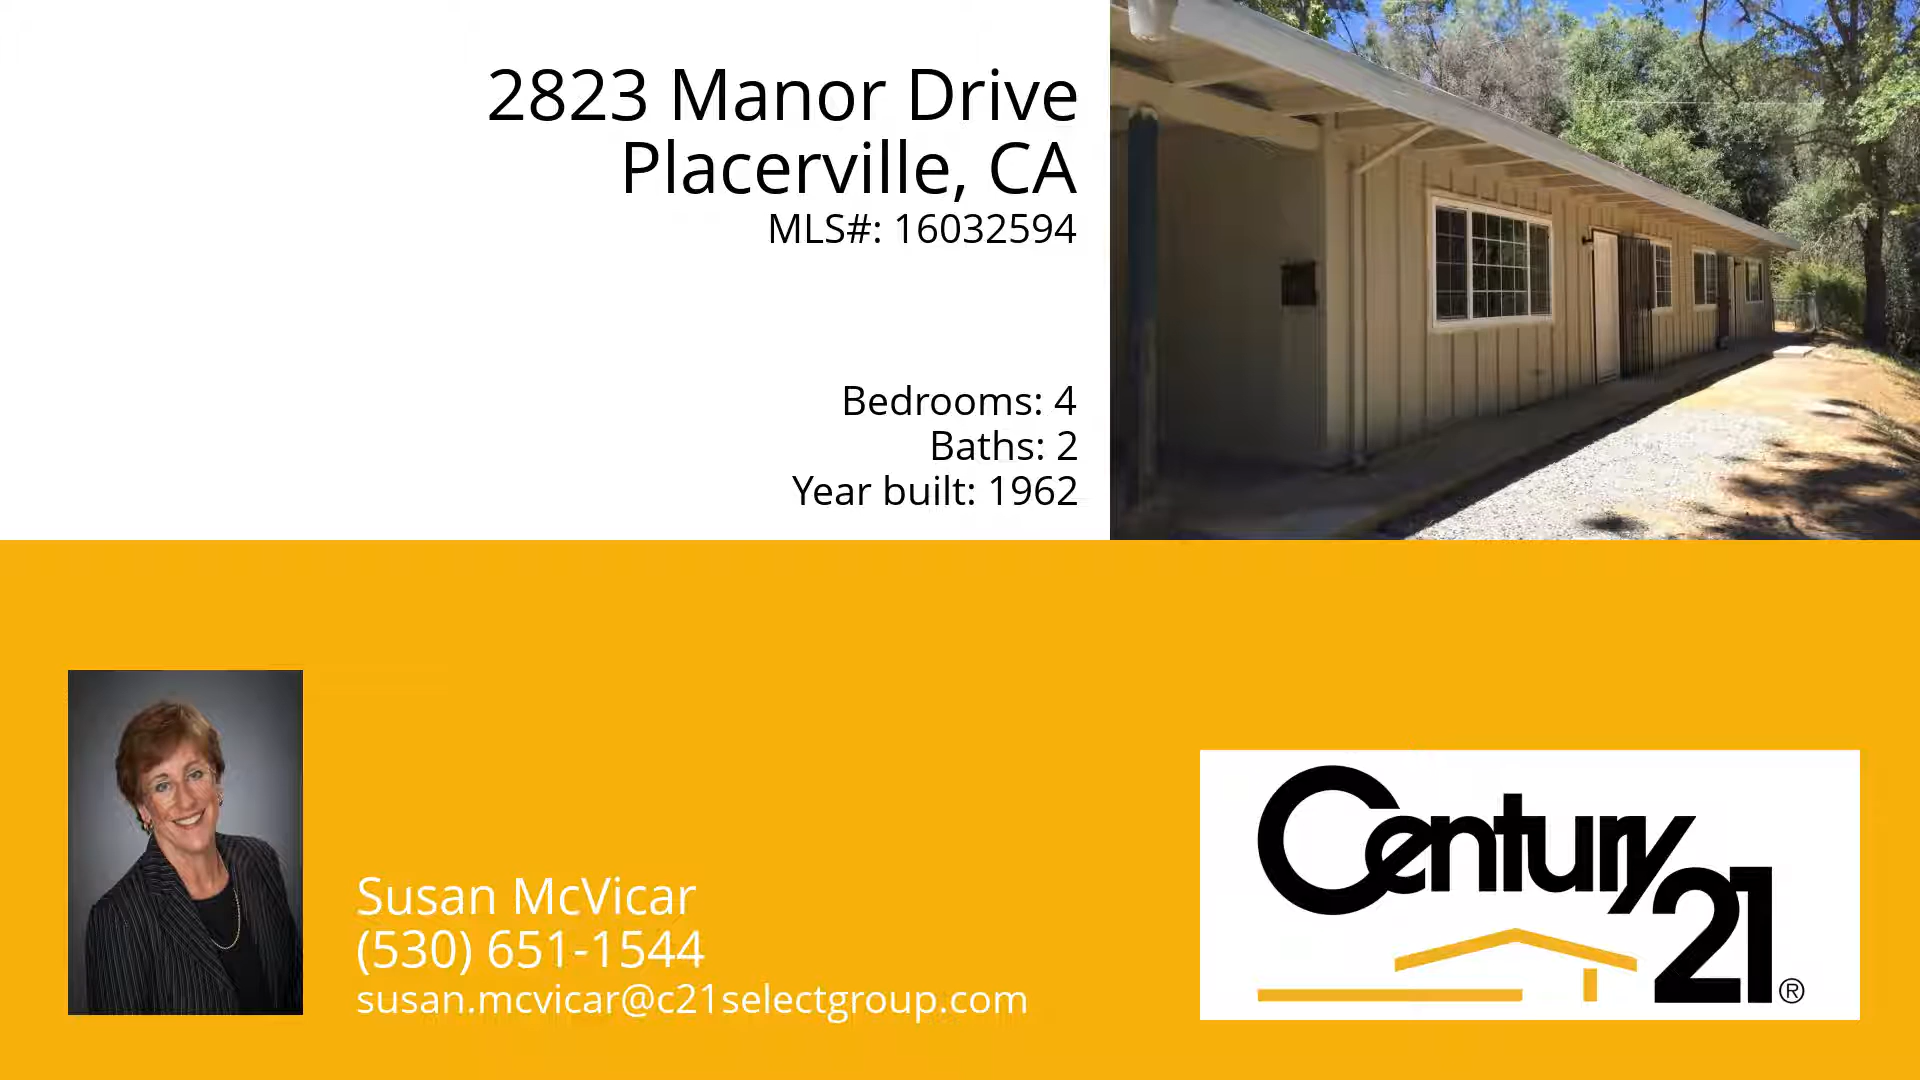 2823 Manor Drive
Placerville, CA
MLS#: 16032594
Bedrooms: 4
Baths: 2
Year built: 1962
Susan McVicar
(530) 651-1544
susan.mcvicar@c21selectgroup.com
Century
21®